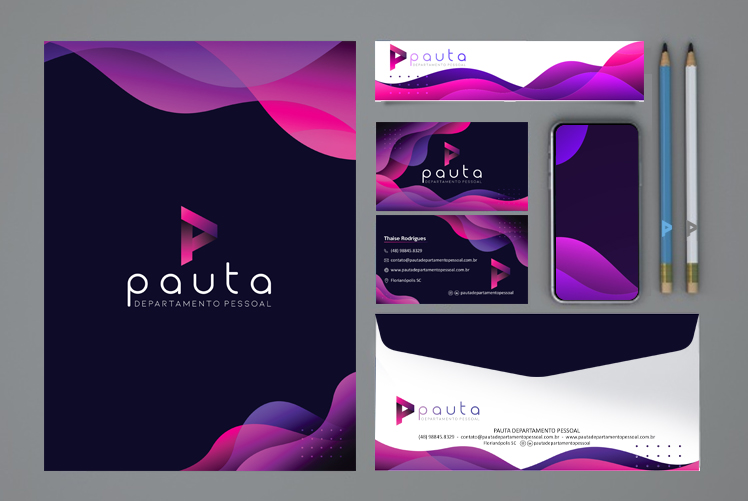 pauta
DEPARTAMENTO PESSOAL
pauta
DEPARTAMENTO PESSOAL
pauta
DEPARTAMENTO PESSOAL
Thaise Rodrigues
(48) 98845.8329
contato@pautadepartamentopessoal.com.br
www.pautadepartamentopessoal.com.br
Florianópolis SC
pautadepartamentopessoal
pauta
DEPARTAMENTO PESSOAL
PAUTA DEPARTAMENTO PESSOAL
(48) 98845.8329 - contato@pautadepartamentopessoal.com.br - www.pautadepartamentopessoal.com.br
Florianópolis SC pautadepartamentopessoal